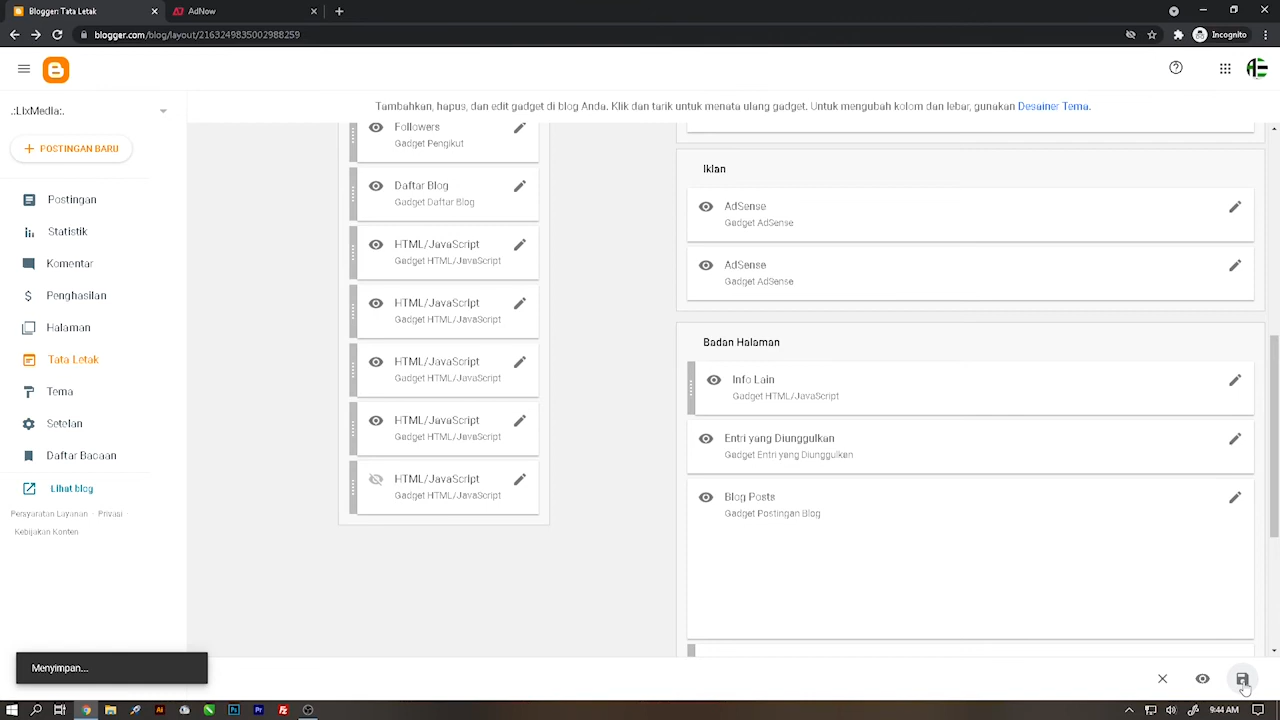 Blogger: Tata Letak
AdNow
blogger.com/blog/layout/2163249835002988259
Incognito
.:LIxMedia:.
Tambahkan, hapus, dan edit gadget di blog Anda. Klik dan tarik untuk menata ulang gadget. Untuk mengubah kolom dan lebar, gunakan Desainer Tema.
POSTINGAN BARU
Postingan
Statistik
Komentar
Penghasilan
Halaman
Tata Letak
Tema
Setelan
Daftar Bacaan
Lihat blog
Persyaratan Layanan · Privasi ·
Kebijakan Konten
Followers
Gadget Pengikut
Daftar Blog
Gadget Daftar Blog
HTML/JavaScript
Gadget HTML/JavaScript
HTML/JavaScript
Gadget HTML/JavaScript
HTML/JavaScript
Gadget HTML/JavaScript
HTML/JavaScript
Gadget HTML/JavaScript
HTML/JavaScript
Gadget HTML/JavaScript
Iklan
AdSense
Gadget AdSense
AdSense
Gadget AdSense
Badan Halaman
Info Lain
Gadget HTML/JavaScript
Entri yang Diunggulkan
Gadget Entri yang Diunggulkan
Blog Posts
Gadget Postingan Blog
Menyimpan...
Ai
Ps
Pr
9:44 AM